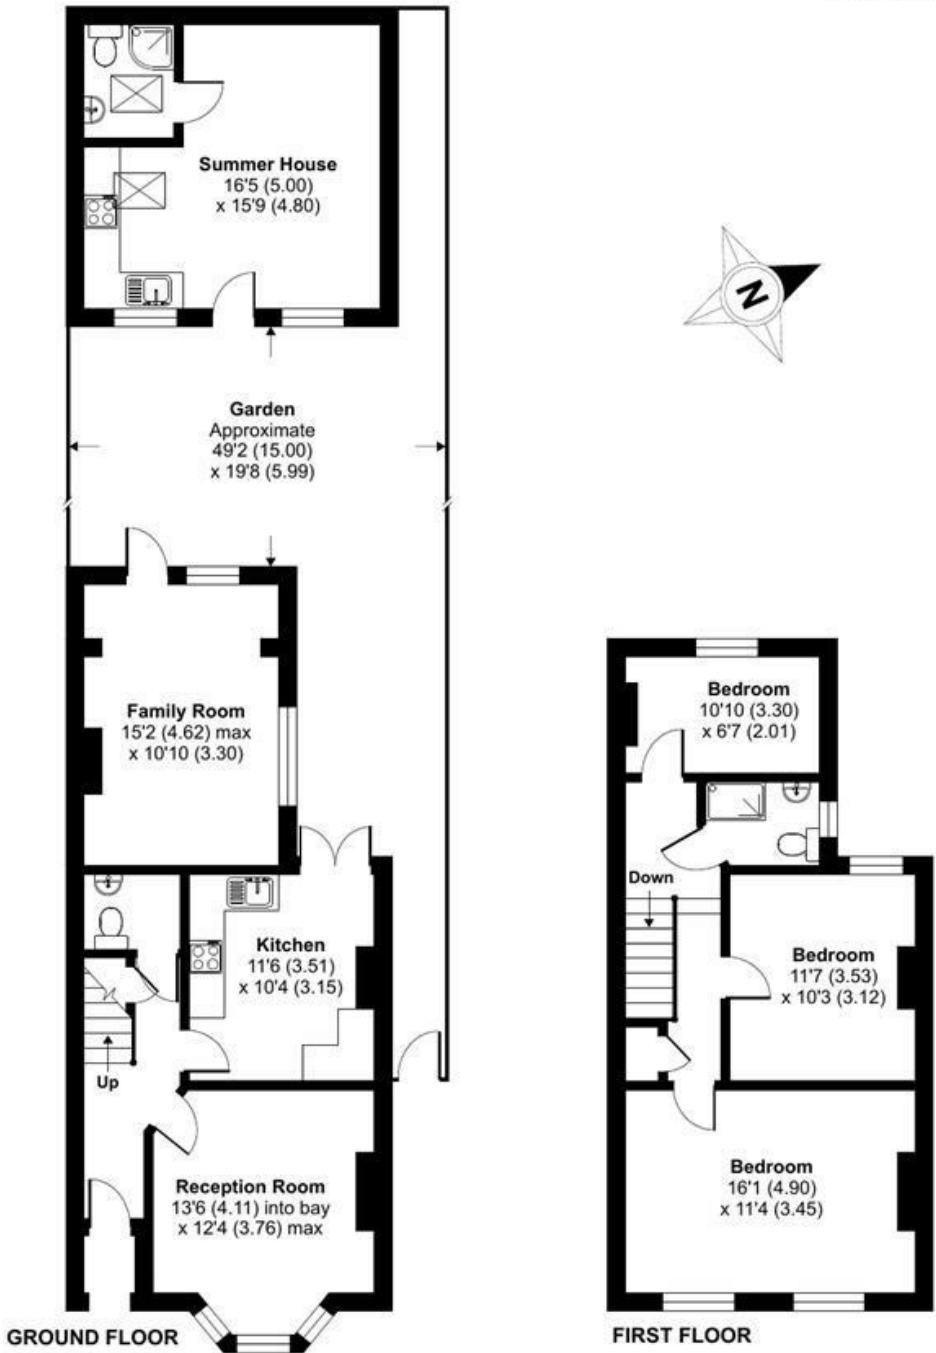 Summer House
16'5 (5.00)
x 15'9 (4.80)
N
Garden
Approximate
49'2 (15.00)
x 19'8 (5.99)
Family Room
15'2 (4.62) max
x 10'10 (3.30)
Kitchen
11'6 (3.51)
x 10'4 (3.15)
Up
Reception Room
13'6 (4.11) into bay
x 12'4 (3.76) max
GROUND FLOOR
Bedroom
10'10 (3.30)
x 6'7 (2.01)
Down
Bedroom
11'7 (3.53)
x 10'3 (3.12)
Bedroom
16'1 (4.90)
x 11'4 (3.45)
FIRST FLOOR